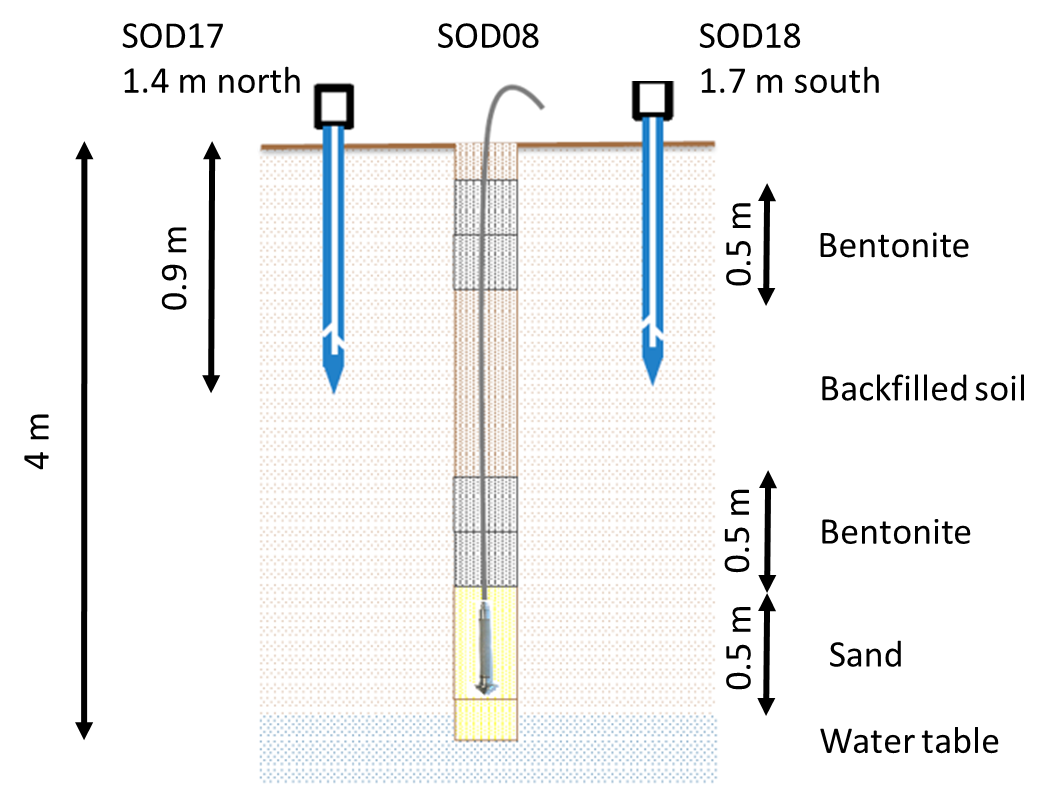 SOD17
1.4 m north
SOD08
SOD18
1.7 m south
4 m
0.9 m
0.5 m
Bentonite
Backfilled soil
0.5 m
Bentonite
0.5 m
Sand
Water table